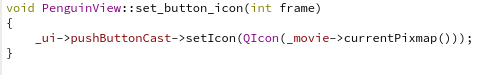 void PenguinView::set_button_icon(int frame)
{
    _ui->pushButtonCast->setIcon(QIcon(_movie->currentPixmap()));
}